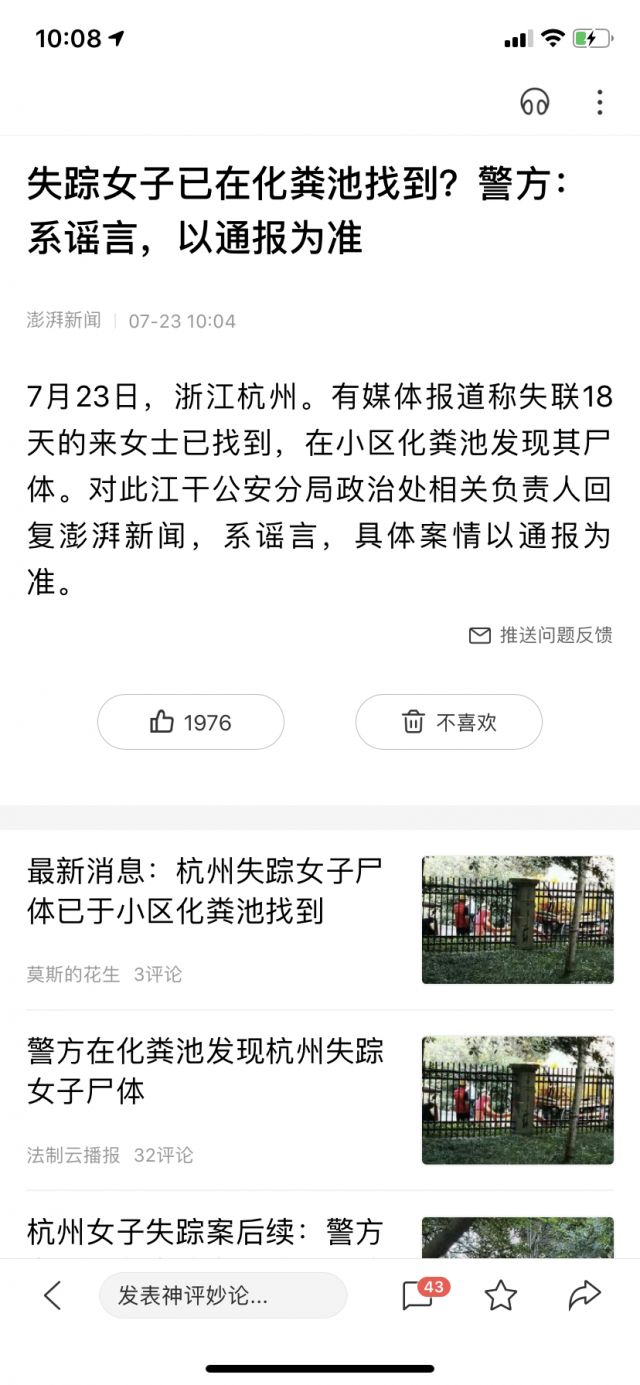 10:08
失踪女子已在化粪池找到？警方：
系谣言，以通报为准
澎湃新闻 07-23 10:04
7月23日，浙江杭州。有媒体报道称失联18
天的来女士已找到，在小区化粪池发现其尸
体。对此江干公安分局政治处相关负责人回
复澎湃新闻，系谣言，具体案情以通报为
准。
推送问题反馈
1976 不喜欢
最新消息：杭州失踪女子尸
体已于小区化粪池找到
莫斯的花生 3评论
警方在化粪池发现杭州失踪
女子尸体
法制云播报 32评论
杭州女子失踪案后续：警方
发表神评妙论... 43